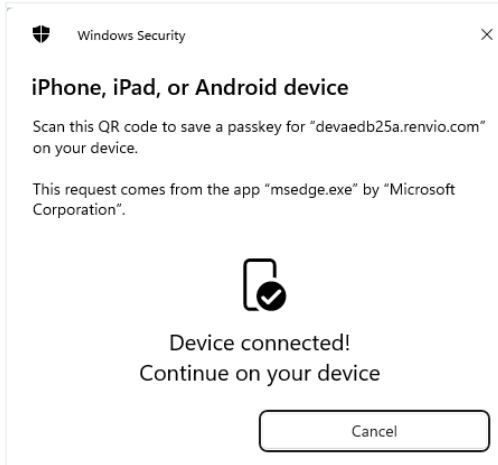 Windows Security
iPhone, iPad, or Android device
Scan this QR code to save a passkey for “devaedb25a.renvio.com”
on your device.
This request comes from the app “msedge.exe” by “Microsoft
Corporation”.
Device connected!
Continue on your device
Cancel